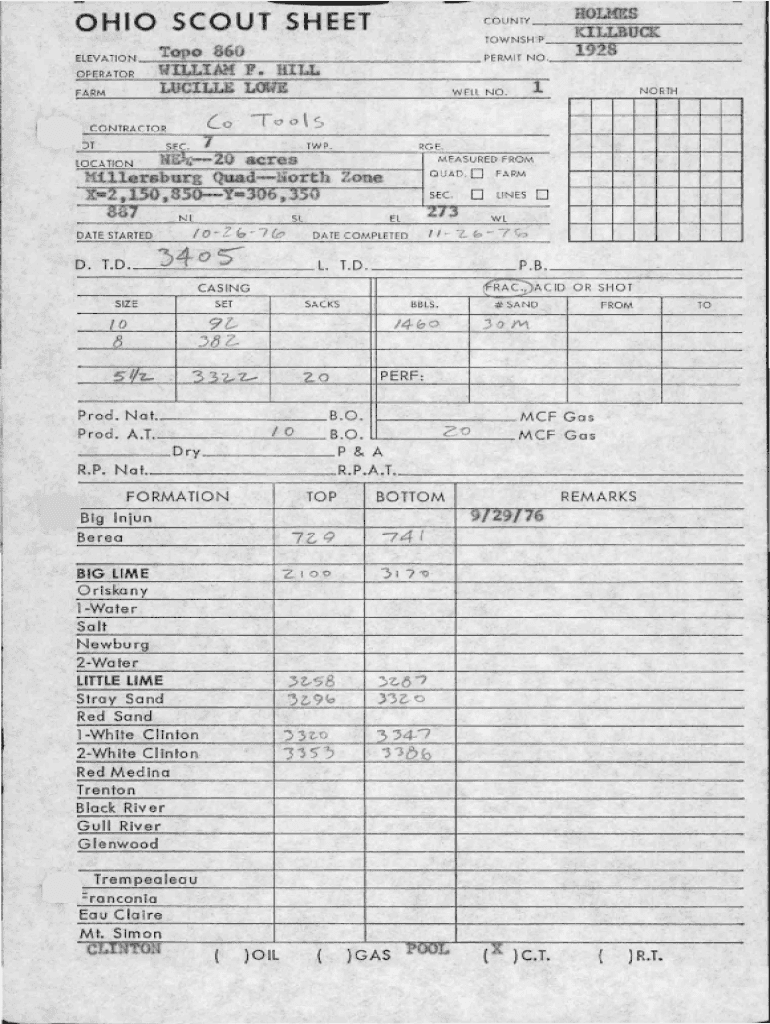 OHIO SCOUT SHEET
COUNTY HOLMES
TOWNSHIP KILLBUCK
ELEVATION Topo 860 PERMIT NO. 1928
OPERATOR WILLIAM F. HILL
FARM LUCILLE LOWE WELL NO. 1 NORTH
CONTRACTOR Co Tools
OT SEC. 7 TWP. RGE.
LOCATION NE¼--20 acres MEASURED FROM
Millersburg Quad--North Zone QUAD. ☐ FARM
X=2,150,850--Y=306,350 SEC. ☐ LINES ☐
887 NL SL EL 273 WL
DATE STARTED 10-26-76 DATE COMPLETED 11-26-76
D. T.D. 3405 L. T.D. P.B.
CASING FRAC., ACID OR SHOT
SIZE SET SACKS BBLS. # SAND FROM TO
10 92 1460 30M
8 382
5 1/2 3322 20 PERF:
Prod. Nat. B.O. MCF Gas
Prod. A.T. 10 B.O. 20 MCF Gas
Dry P & A
R.P. Nat. R.P.A.T.
FORMATION TOP BOTTOM REMARKS
Big Injun 9/29/76
Berea 729 741
BIG LIME 2100 3170
Oriskany
1-Water
Salt
Newburg
2-Water
LITTLE LIME 3258 3287
Stray Sand 3296 3320
Red Sand
1-White Clinton 3320 3347
2-White Clinton 3353 3386
Red Medina
Trenton
Black River
Gull River
Glenwood
Trempealeau
Franconia
Eau Claire
Mt. Simon
CLINTON ( )OIL ( )GAS POOL (X)C.T. ( )R.T.